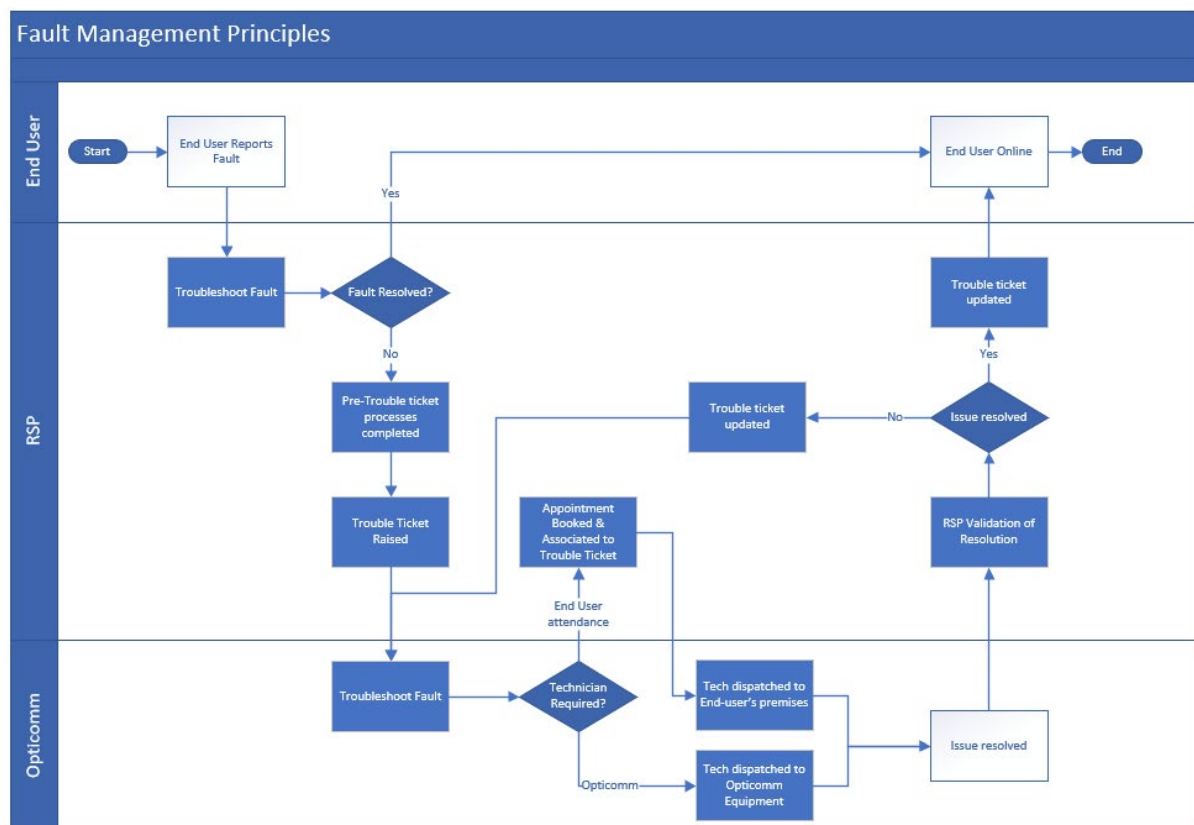 Fault Management Principles
End User
Start
End User Reports
Fault
End User Online
End
Yes
RSP
Troubleshoot Fault
Fault Resolved?
Trouble ticket
updated
No
Yes
Pre-Trouble ticket
processes
completed
Trouble ticket
updated
No
Issue resolved
Trouble Ticket
Raised
Appointment
Booked &
Associated to
Trouble Ticket
RSP Validation of
Resolution
End User
attendance
Opticomm
Troubleshoot Fault
Technician
Required?
Tech dispatched to
End-user's premises
Issue resolved
Opticomm
Tech dispatched to
Opticomm
Equipment